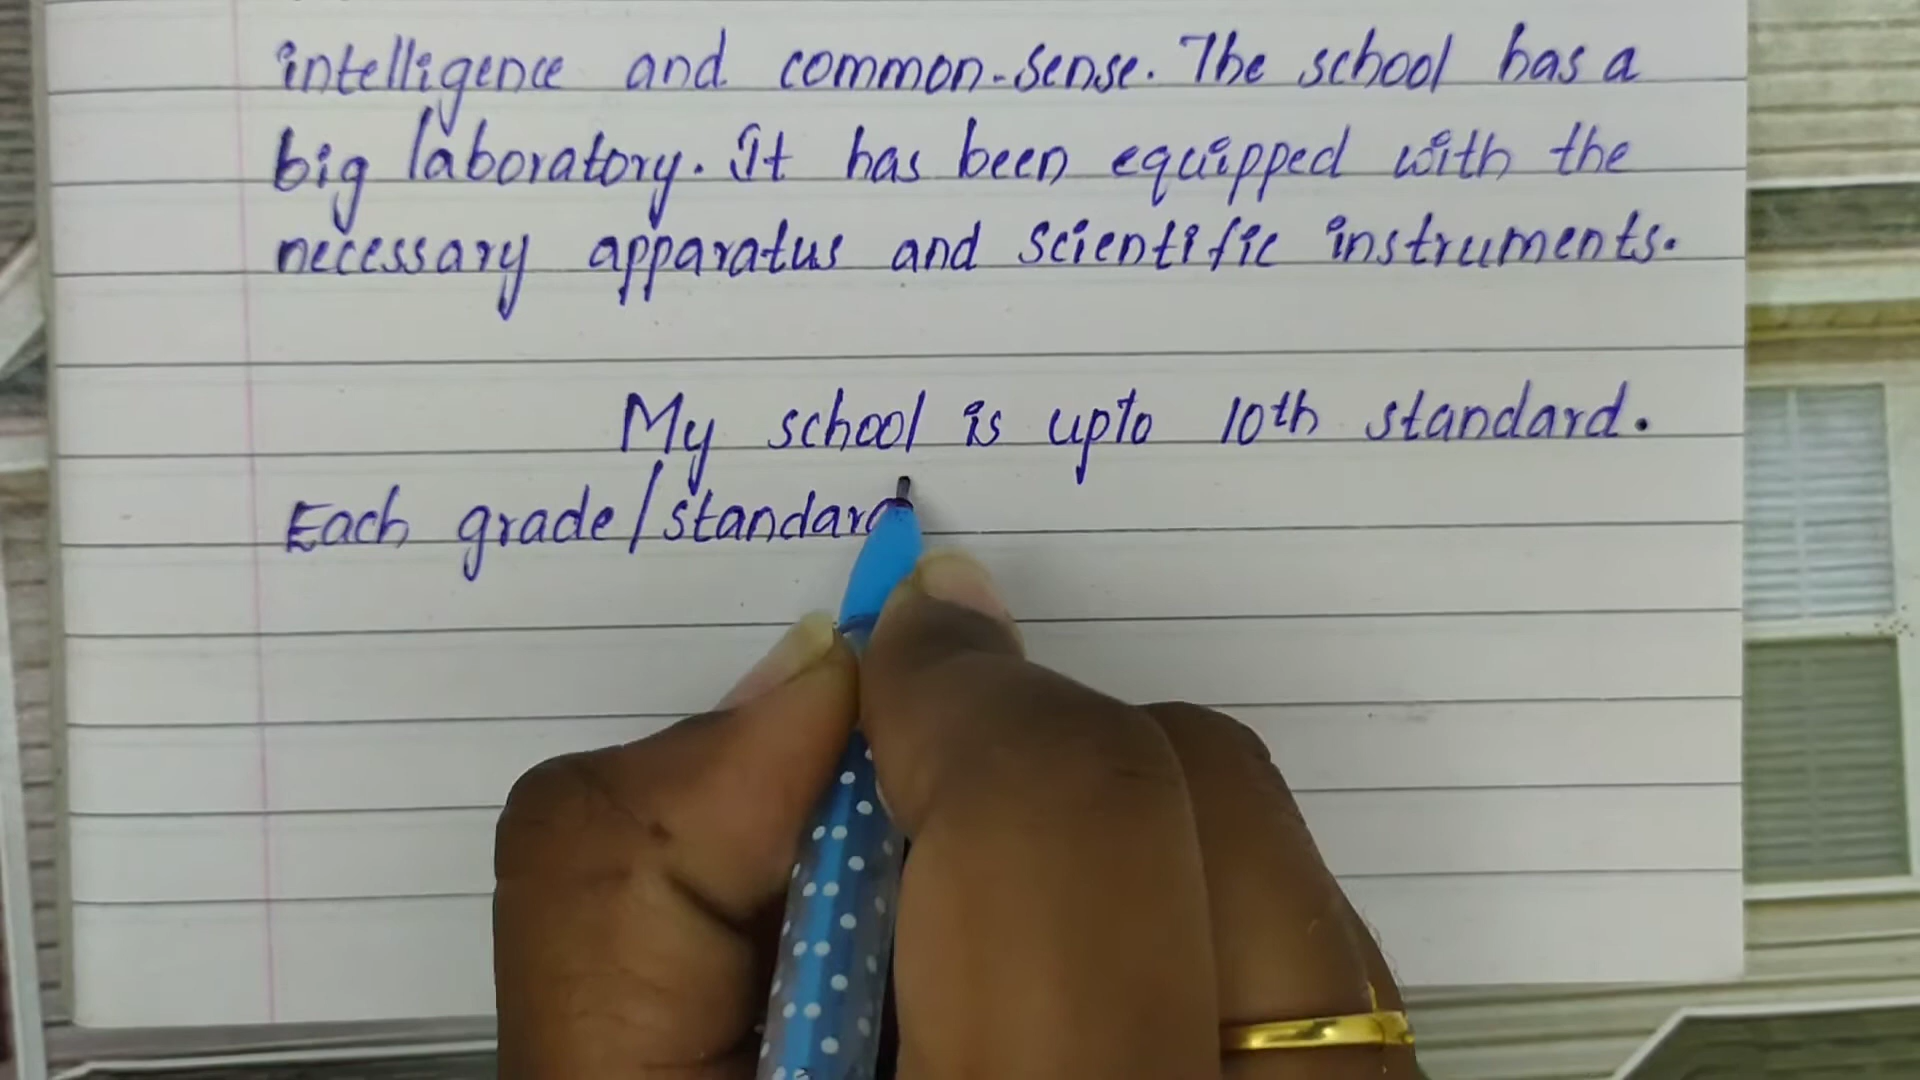 intelligence and common-sense. The school has a
big laboratory. It has been equipped with the
necessary apparatus and scientific instruments.
My school is upto 10th standard.
Each grade/standard